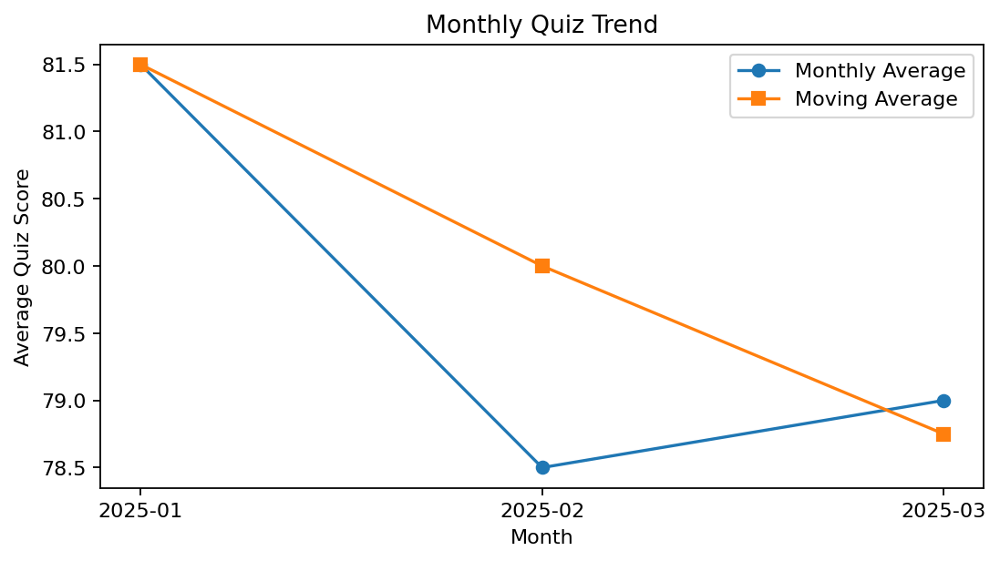 Monthly Quiz Trend
Monthly Average
Moving Average
Average Quiz Score
81.5
81.0
80.5
80.0
79.5
79.0
78.5
2025-01
2025-02
2025-03
Month